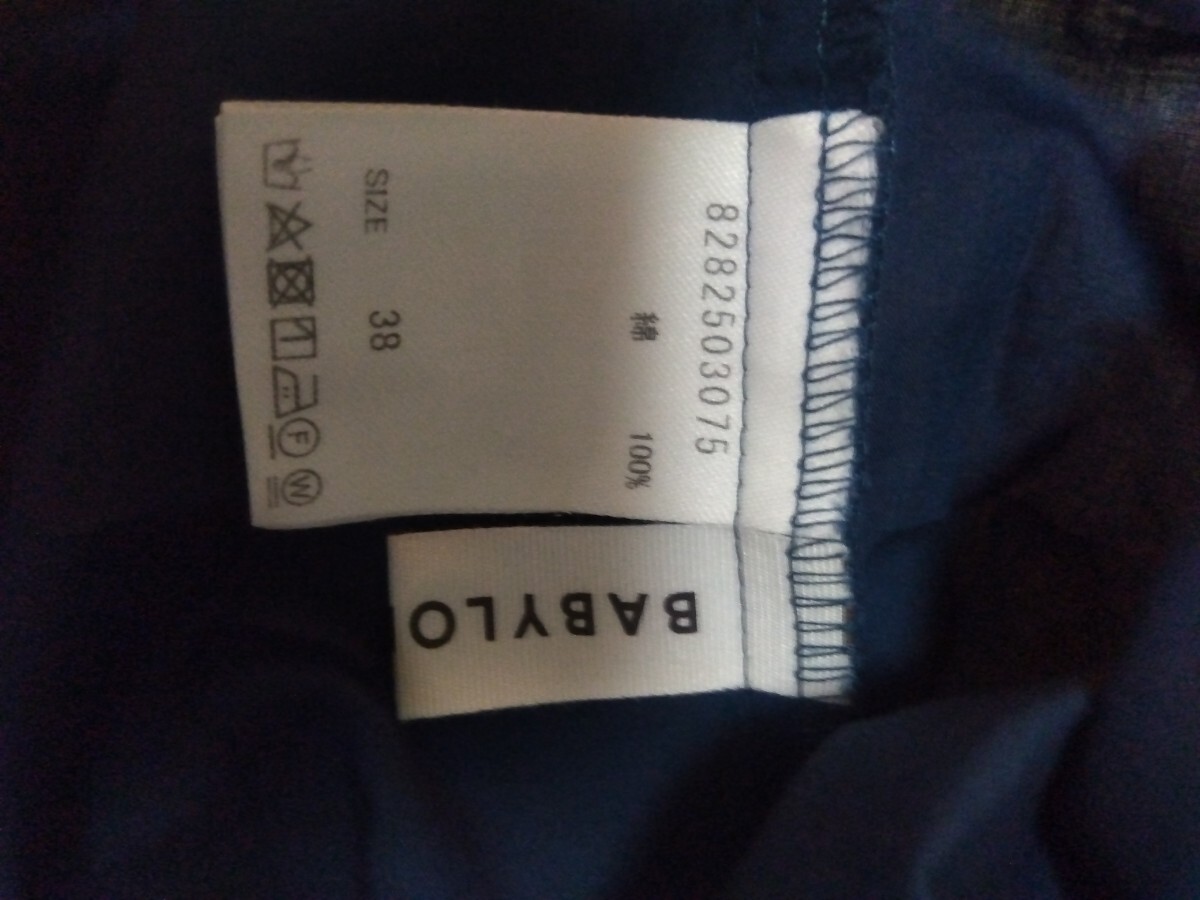 8282503075
綿 100%
SIZE 38
F
W
BABYLO